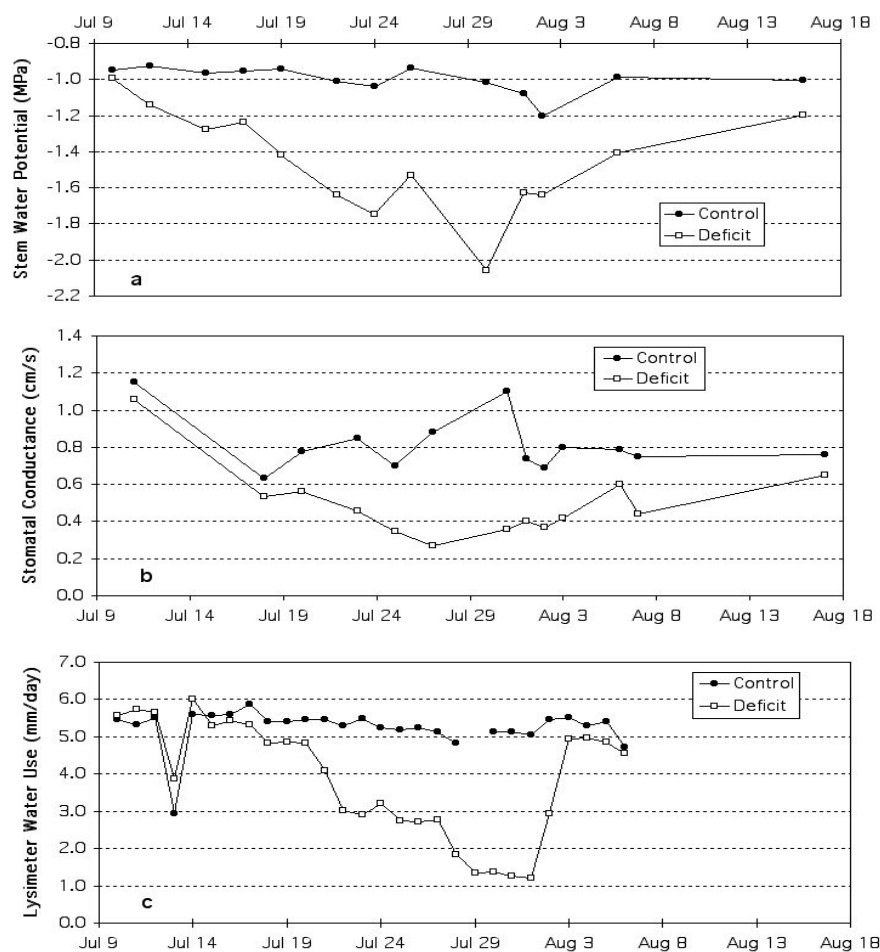 Jul 9 Jul 14 Jul 19 Jul 24 Jul 29 Aug 3 Aug 8 Aug 13 Aug 18
Stem Water Potential (MPa)
-0.8
-1.0
-1.2
-1.4
-1.6
-1.8
-2.0
-2.2
Control
Deficit
a
Stomatal Conductance (cm/s)
1.4
1.2
1.0
0.8
0.6
0.4
0.2
0.0
Control
Deficit
b
Jul 9 Jul 14 Jul 19 Jul 24 Jul 29 Aug 3 Aug 8 Aug 13 Aug 18
Lysimeter Water Use (mm/day)
7.0
6.0
5.0
4.0
3.0
2.0
1.0
0.0
Control
Deficit
c
Jul 9 Jul 14 Jul 19 Jul 24 Jul 29 Aug 3 Aug 8 Aug 13 Aug 18